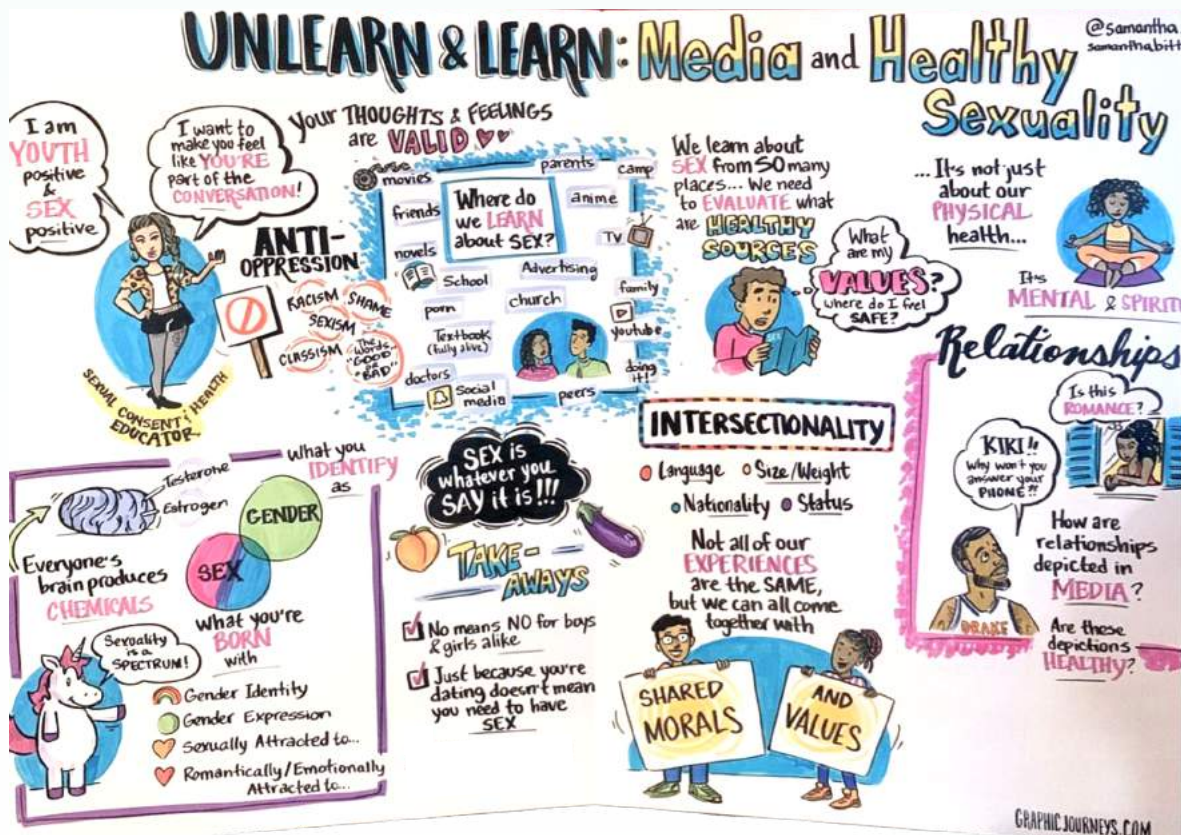 UNLEARN & LEARN: Media and Healthy
Sexuality
@samantha
samanthabitt
I am
YOUTH
positive
&
SEX
positive
I want to
make you feel
like YOU'RE
part of the
CONVERSATION!
SEXUAL CONSENT & HEALTH
EDUCATOR
ANTI-
OPPRESSION
RACISM
SHAME
SEXISM
CLASSISM
The
Words
"GOOD"
or
"BAD"
Your THOUGHTS & FEELINGS
are VALID
movies
parents
camp
friends
Where do
we LEARN
about SEX?
anime
TV
novels
School
Advertising
family
porn
church
youtube
Textbook
(fully alive)
doctors
Social
media
peers
doing
it!
We learn about
SEX from SO many
places... We need
to EVALUATE what
are HEALTHY
SOURCES
What
are my
VALUES?
Where do I feel
SAFE?
SEX
...It's not just
about our
PHYSICAL
health...
It's
MENTAL & SPIRIT
Relationships
Is this
ROMANCE?
KIKI!!
Why won't you
answer your
PHONE?!
DRAKE
How are
relationships
depicted in
MEDIA?
Are these
depictions
HEALTHY?
Testerone
Estrogen
What you
IDENTIFY
as
GENDER
SEX
Everyone's
brain produces
CHEMICALS
what you're
BORN
with
Sexuality
is a
SPECTRUM!
Gender Identity
Gender Expression
Sexually Attracted to...
Romantically/Emotionally
Attracted to...
SEX is
whatever you
SAY it is!!!
TAKE-
AWAYS
No means NO for boys
& girls alike
Just because you're
dating doesn't mean
you need to have
SEX
INTERSECTIONALITY
Language
Size/Weight
Nationality
Status
Not all of our
EXPERIENCES
are the SAME,
but we can all come
together with
SHARED
MORALS
AND
VALUES
GRAPHICJOURNEYS.COM